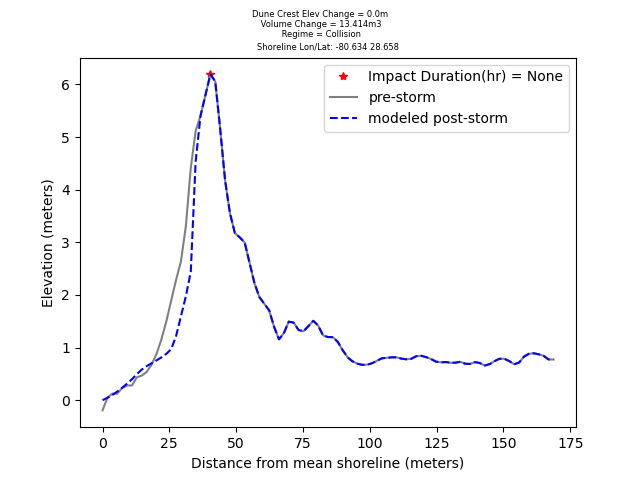 Dune Crest Elev Change = 0.0m
Volume Change = 13.414m3
Regime = Collision
Shoreline Lon/Lat: -80.634 28.658
Impact Duration(hr) = None
pre-storm
modeled post-storm
Elevation (meters)
6
5
4
3
2
1
0
0 25 50 75 100 125 150 175
Distance from mean shoreline (meters)